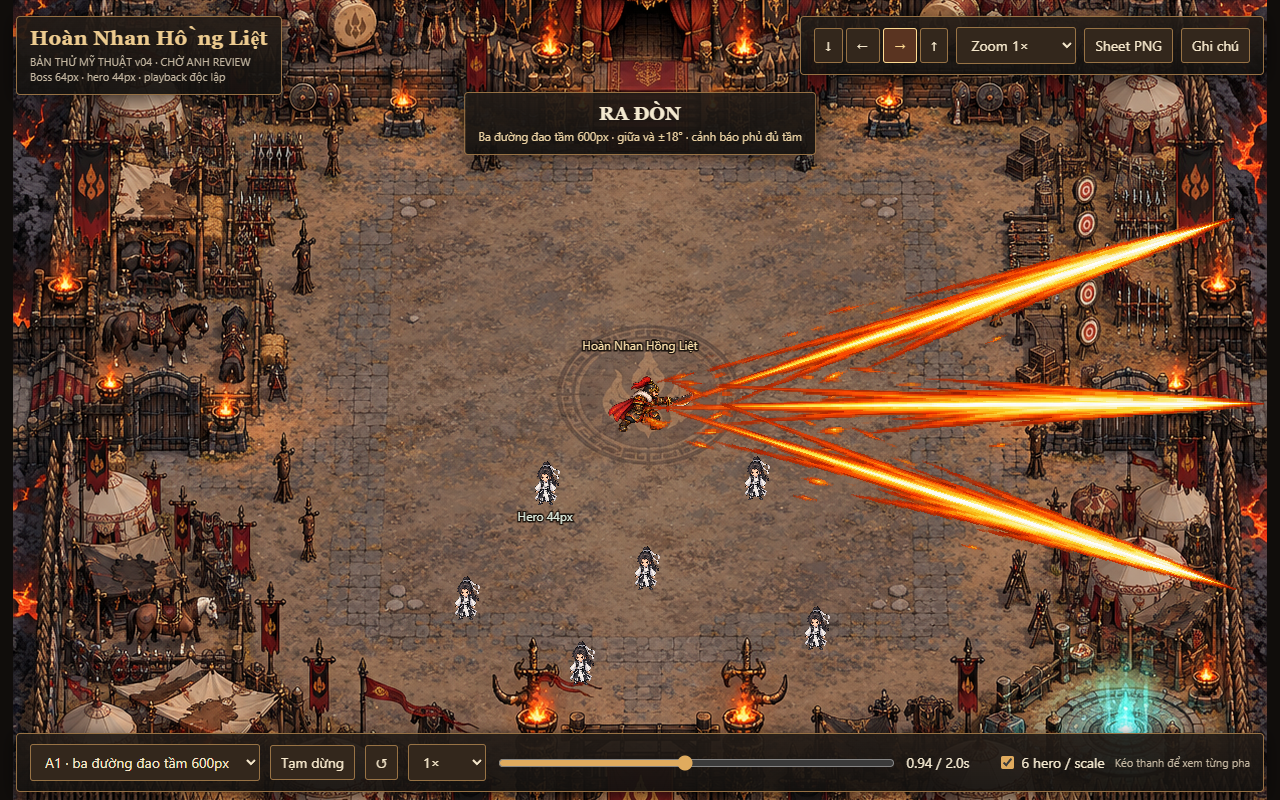 Hoàn Nhan Hồng Liệt
BẢN THỬ MỸ THUẬT v04 · CHỜ ANH REVIEW
Boss 64px · hero 44px · playback độc lập
↓ ← → ↑ Zoom 1× Sheet PNG Ghi chú
RA ĐÒN
Ba đường đao tầm 600px · giữa và ±18° · cảnh báo phủ đủ tầm
Hoàn Nhan Hồng Liệt
Hero 44px
A1 · ba đường đao tầm 600px Tạm dừng ↺ 1× 0.94 / 2.0s 6 hero / scale Kéo thanh để xem từng pha